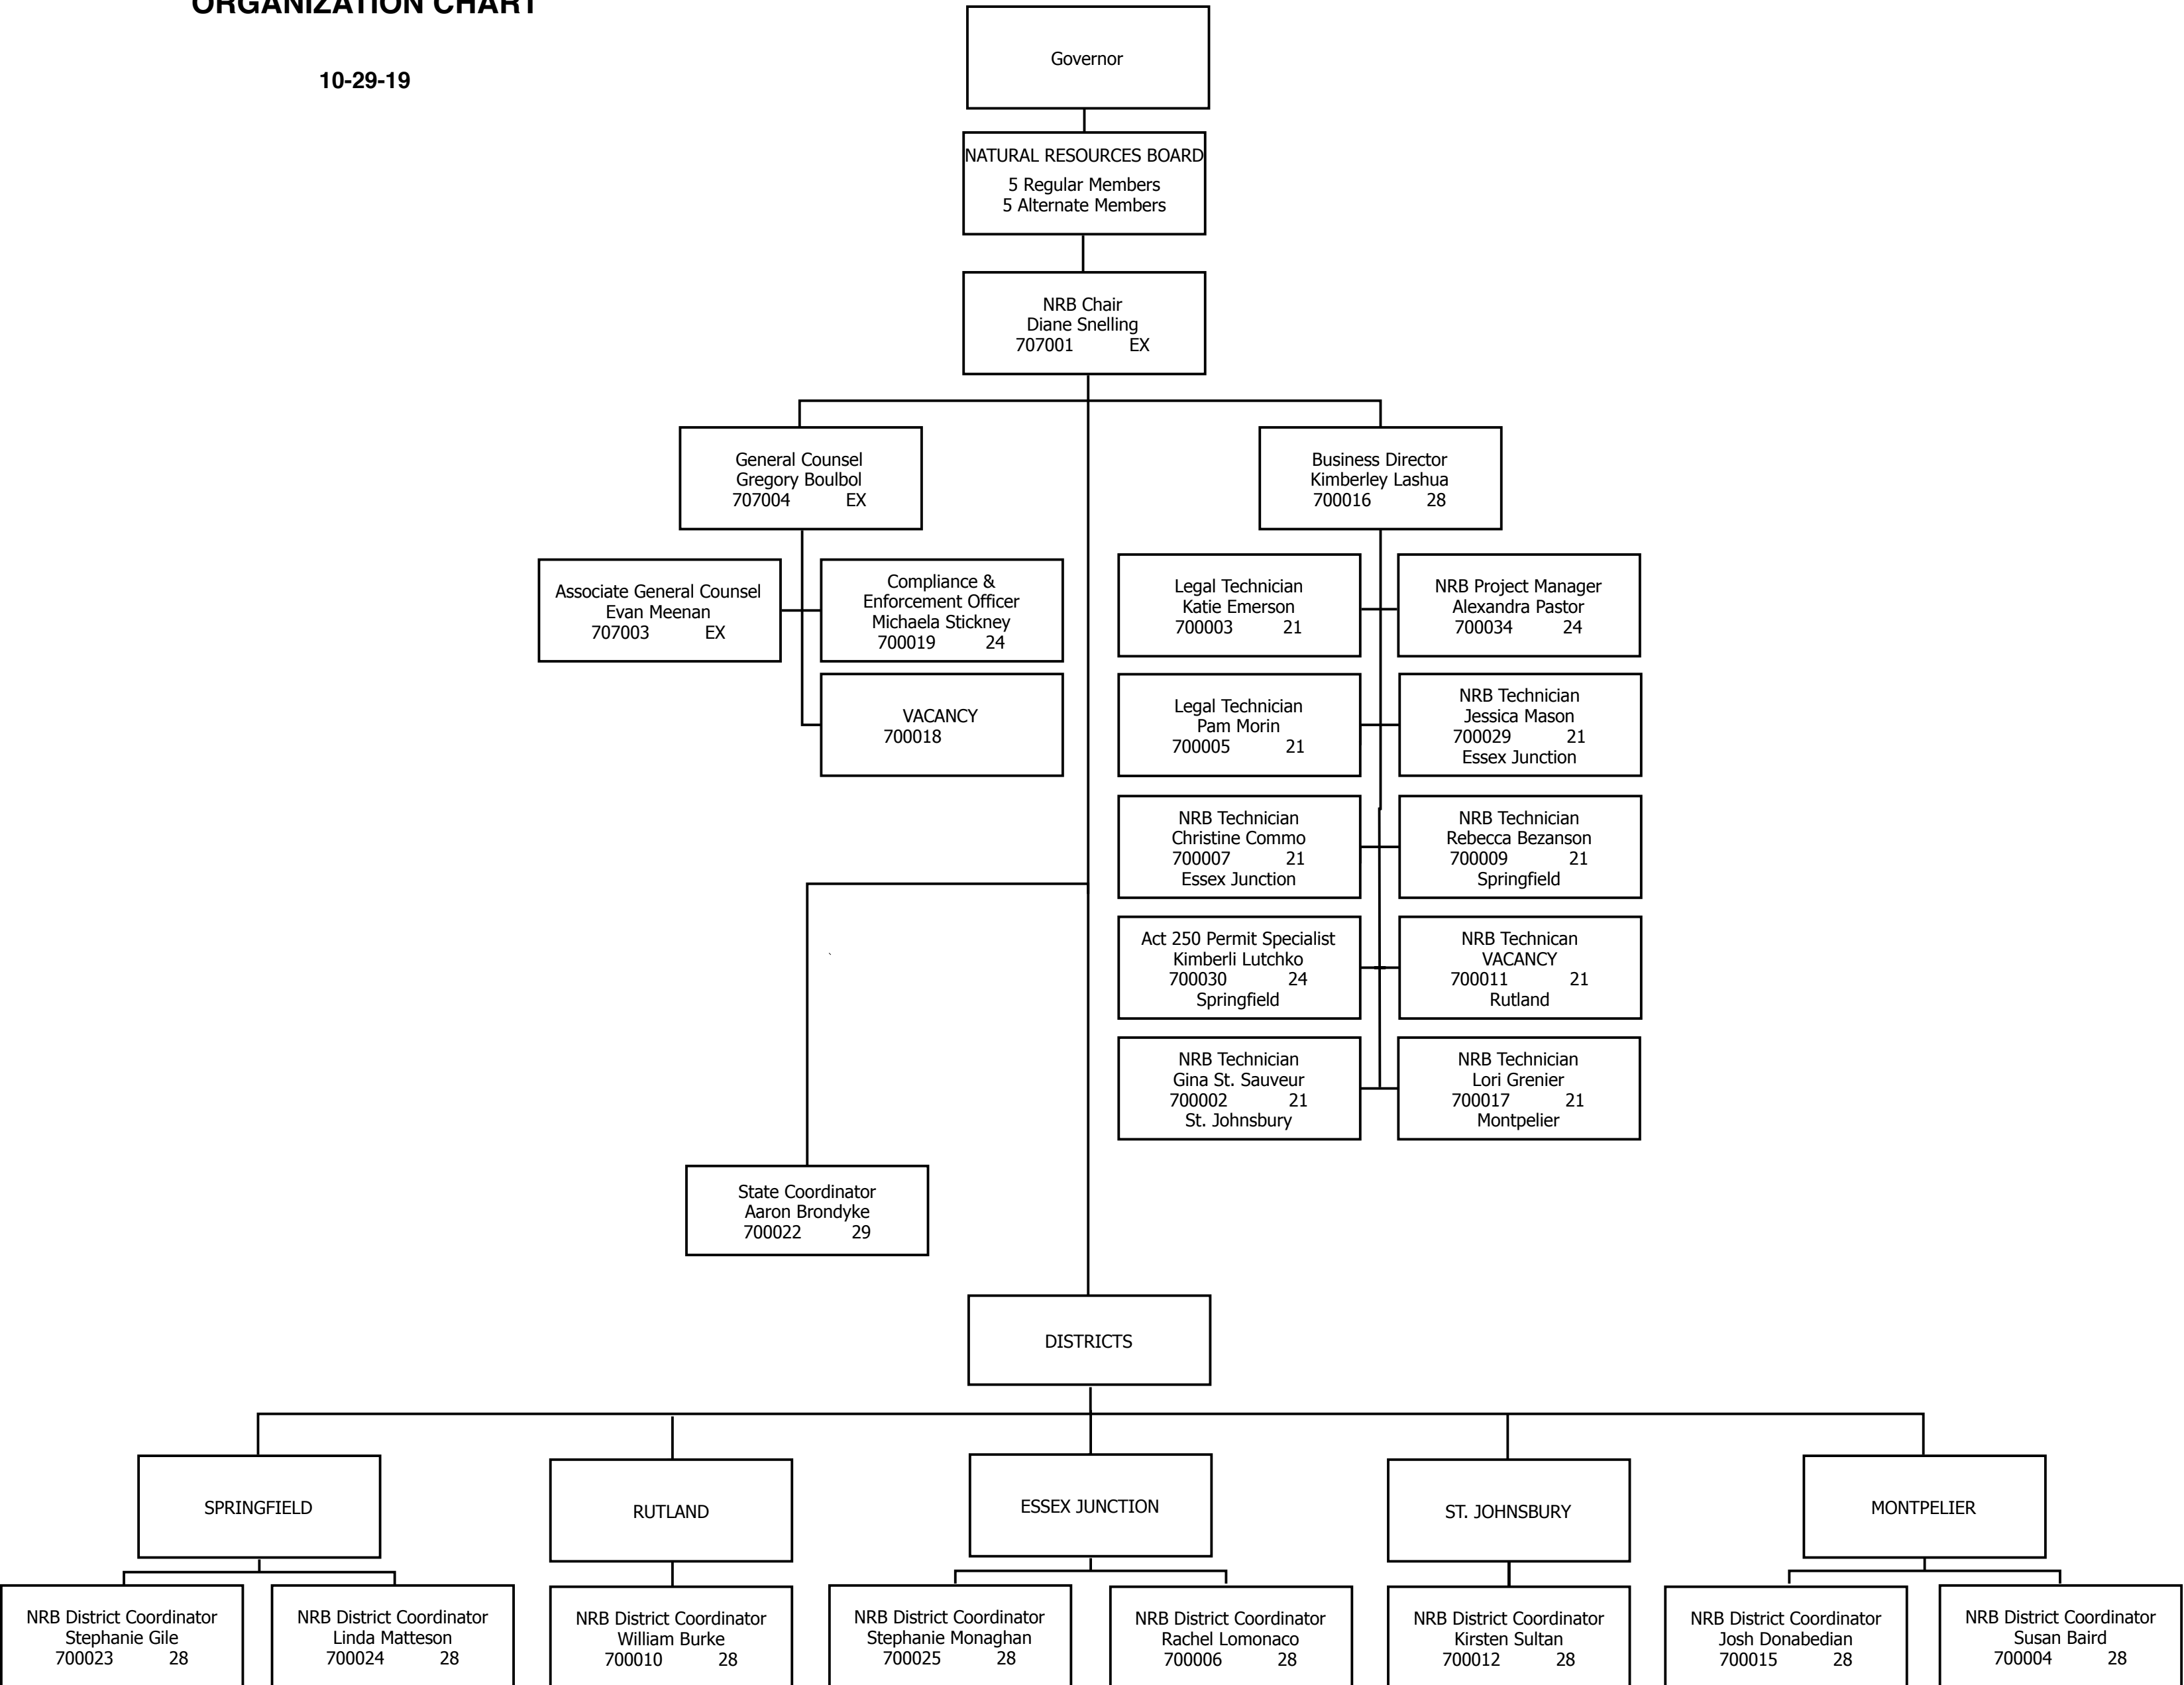 ORGANIZATION CHART
10-29-19
Governor
NATURAL RESOURCES BOARD
5 Regular Members
5 Alternate Members
NRB Chair
Diane Snelling
707001 EX
General Counsel
Gregory Boulbol
707004 EX
Business Director
Kimberley Lashua
700016 28
Associate General Counsel
Evan Meenan
707003 EX
Compliance &
Enforcement Officer
Michaela Stickney
700019 24
VACANCY
700018
Legal Technician
Katie Emerson
700003 21
NRB Project Manager
Alexandra Pastor
700034 24
Legal Technician
Pam Morin
700005 21
NRB Technician
Jessica Mason
700029 21
Essex Junction
NRB Technician
Christine Commo
700007 21
Essex Junction
NRB Technician
Rebecca Bezanson
700009 21
Springfield
Act 250 Permit Specialist
Kimberli Lutchko
700030 24
Springfield
NRB Technican
VACANCY
700011 21
Rutland
NRB Technician
Gina St. Sauveur
700002 21
St. Johnsbury
NRB Technician
Lori Grenier
700017 21
Montpelier
State Coordinator
Aaron Brondyke
700022 29
DISTRICTS
SPRINGFIELD
RUTLAND
ESSEX JUNCTION
ST. JOHNSBURY
MONTPELIER
NRB District Coordinator
Stephanie Gile
700023 28
NRB District Coordinator
Linda Matteson
700024 28
NRB District Coordinator
William Burke
700010 28
NRB District Coordinator
Stephanie Monaghan
700025 28
NRB District Coordinator
Rachel Lomonaco
700006 28
NRB District Coordinator
Kirsten Sultan
700012 28
NRB District Coordinator
Josh Donabedian
700015 28
NRB District Coordinator
Susan Baird
700004 28